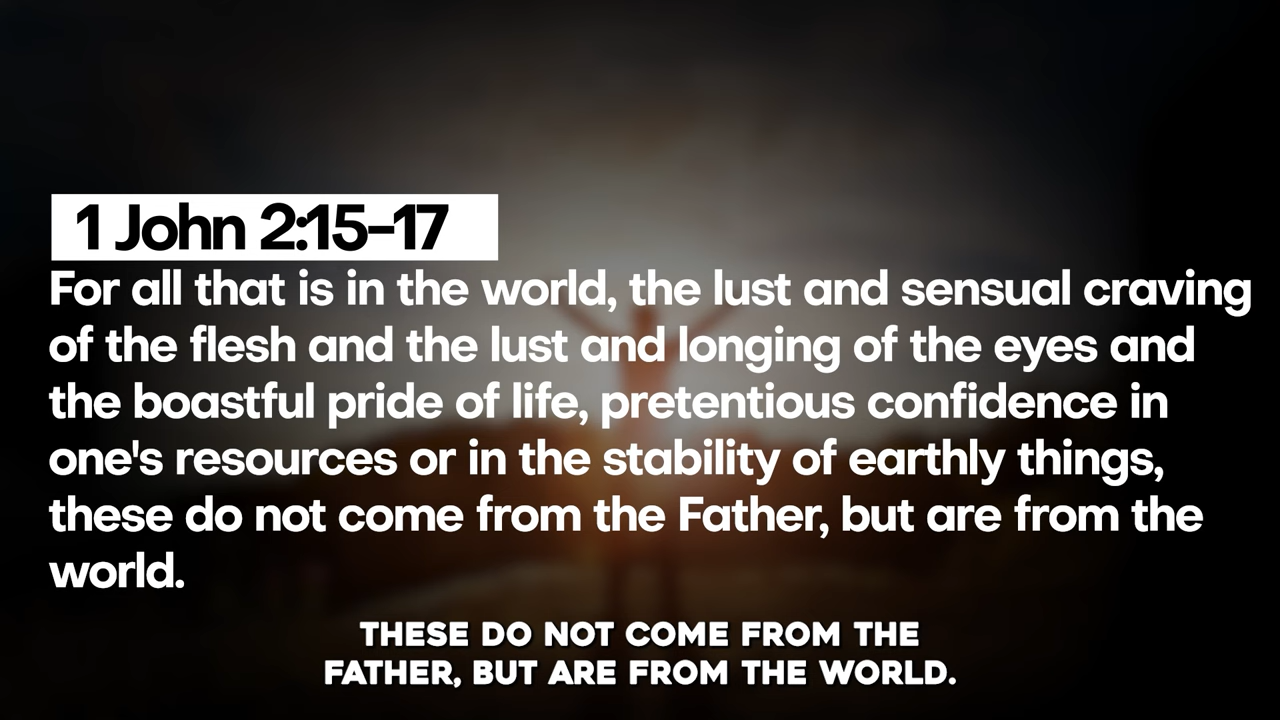 1 John 2:15-17
For all that is in the world, the lust and sensual craving
of the flesh and the lust and longing of the eyes and
the boastful pride of life, pretentious confidence in
one's resources or in the stability of earthly things,
these do not come from the Father, but are from the
world.
THESE DO NOT COME FROM THE
FATHER, BUT ARE FROM THE WORLD.